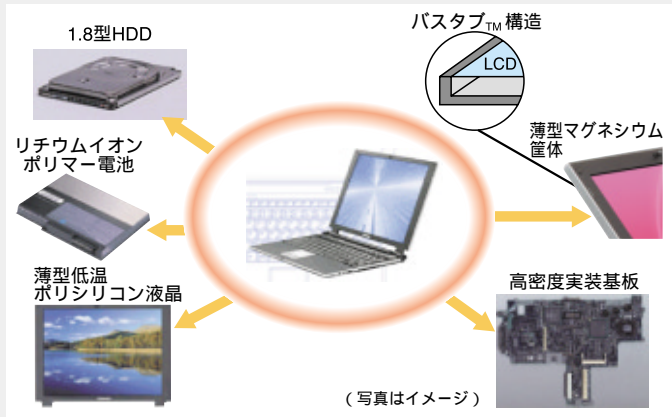 1.8型HDD
バスタブTM構造
LCD
リチウムイオン
ポリマー電池
薄型マグネシウム
筐体
薄型低温
ポリシリコン液晶
高密度実装基板
(写真はイメージ)